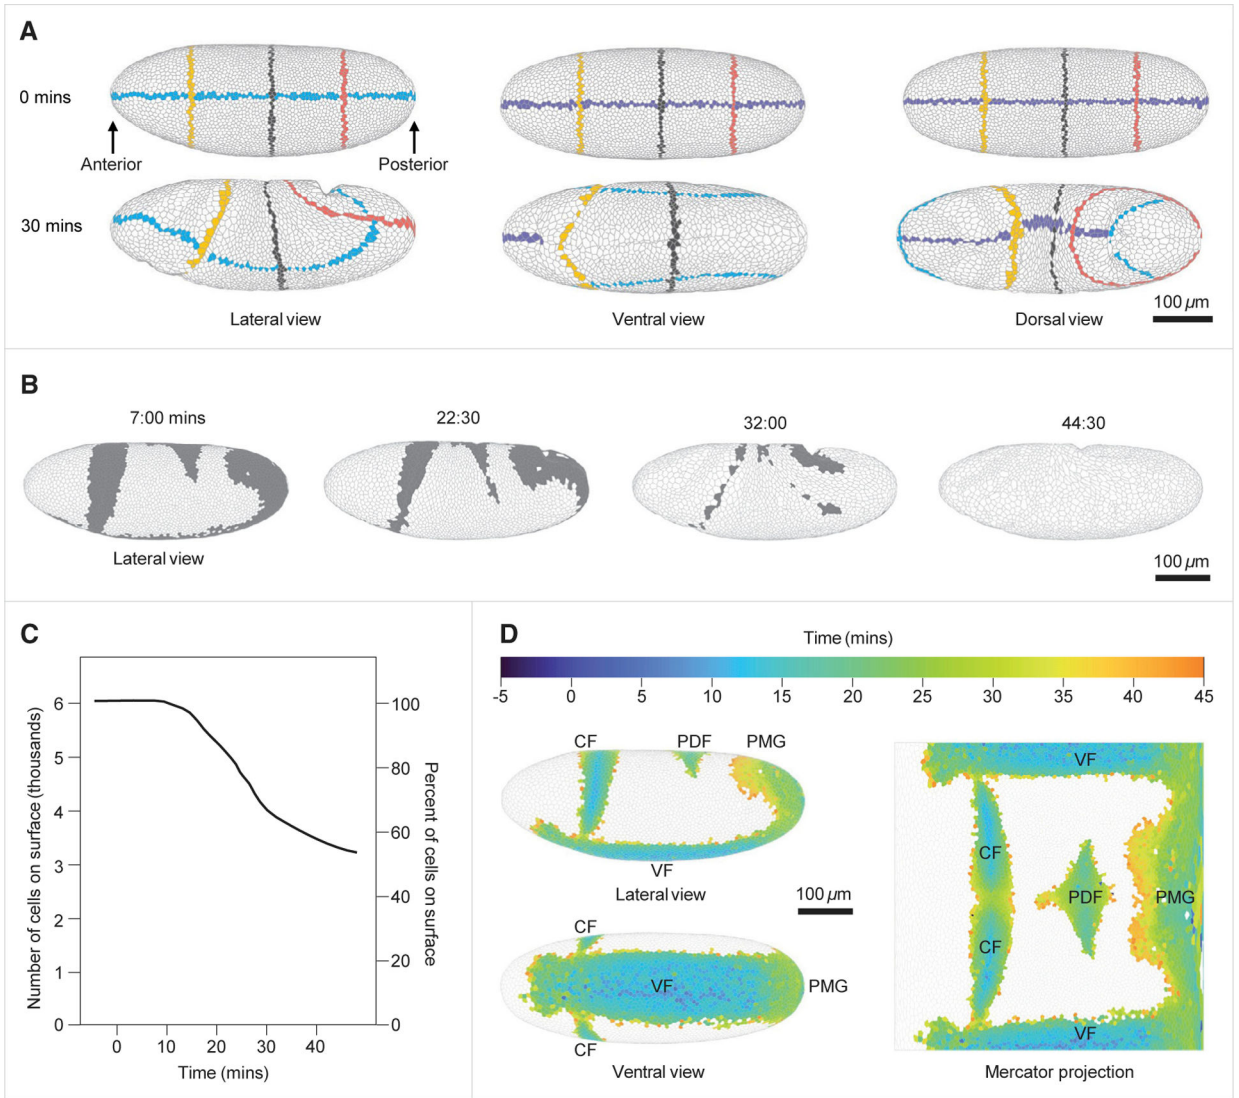 A
0 mins
Anterior
Posterior
30 mins
Lateral view
Ventral view
Dorsal view
100 µm
B
7:00 mins
22:30
32:00
44:30
Lateral view
100 µm
C
Number of cells on surface (thousands)
6
5
4
3
2
1
0
100
80
60
40
20
0
Percent of cells on surface
0 10 20 30 40
Time (mins)
D
Time (mins)
-5 0 5 10 15 20 25 30 35 40 45
CF
PDF
PMG
VF
Lateral view
100 µm
CF
VF
PMG
CF
Ventral view
VF
CF
PDF
PMG
CF
VF
Mercator projection